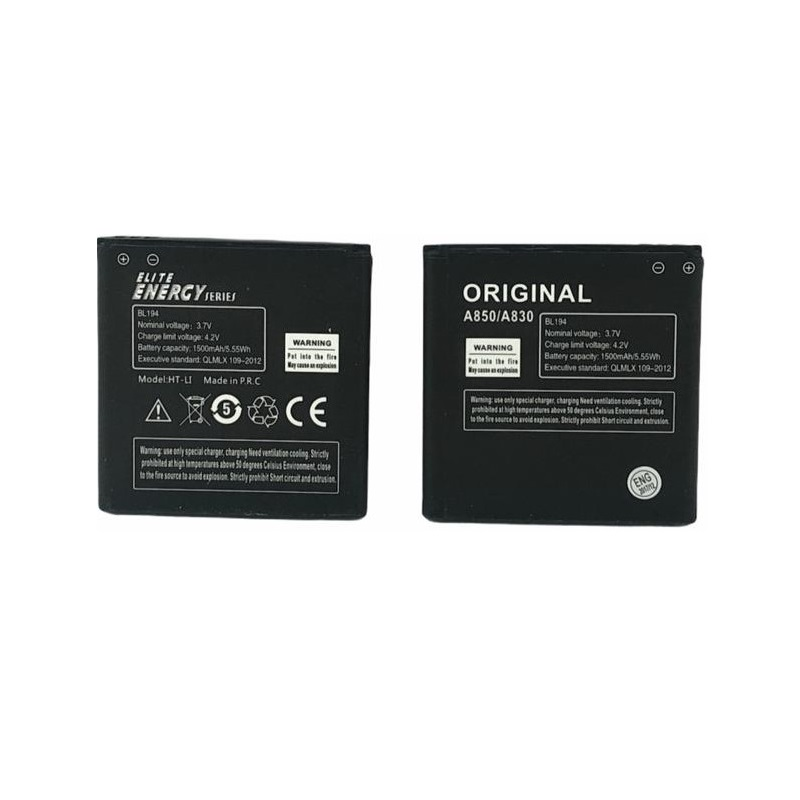 ELITE
ENERGY SERIES
BL194
Nominal voltage: 3.7V
Charge limit voltage: 4.2V
Battery capacity: 1500mAh/5.55Wh
Executive standard: QLMLX 109-2012
WARNING
Put into the fire
May cause an explosion
Model:HT-LI Made in P.R.C
5
CE
Warning: use only special charger, charging Need ventilation cooling. Strictly
prohibited at high temperatures above 50 degrees Celsius Environment, close
to the fire source to avoid explosion. Strictly prohibit Short circuit and extrusion.
ORIGINAL
A850/A830
BL194
Nominal voltage: 3.7V
Charge limit voltage: 4.2V
Battery capacity: 1500mAh/5.55Wh
Executive standard: QLMLX 109-2012
WARNING
Put into the fire
May cause an explosion
Warning: use only special charger, charging Need ventilation cooling. Strictly
prohibited at high temperatures above 50 degrees Celsius Environment, close to
the fire source to avoid explosion. Strictly prohibit Short circuit and extrusion.
ENG
2017/12